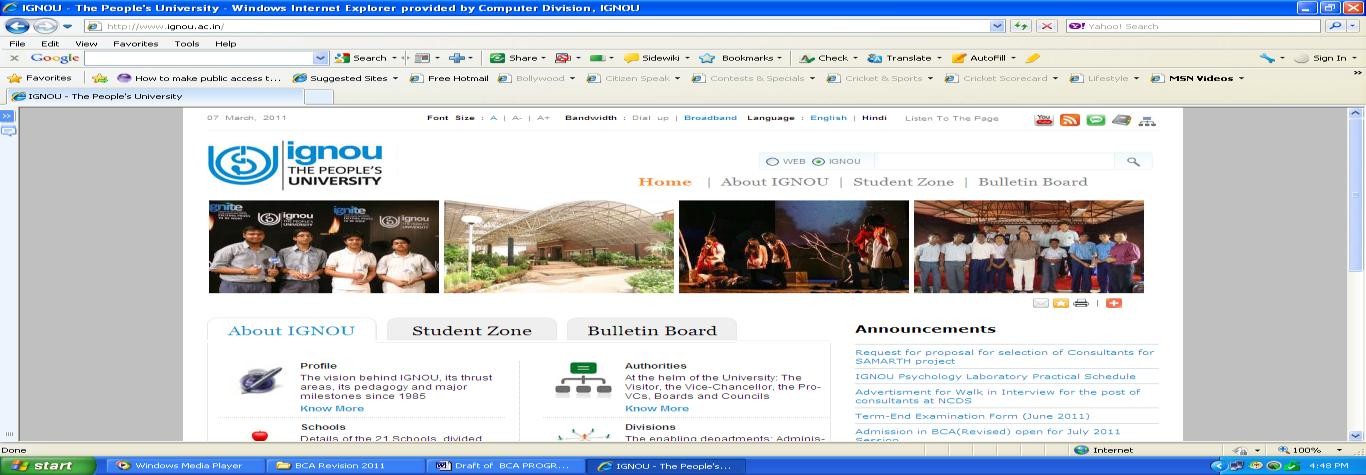 IGNOU - The People's University - Windows Internet Explorer provided by Computer Division, IGNOU
http://www.ignou.ac.in/
Yahoo! Search
File Edit View Favorites Tools Help
Google Search Share Sidewiki Bookmarks Check Translate AutoFill Sign In
Favorites How to make public access t... Suggested Sites Free Hotmail Bollywood Citizen Speak Contests & Specials Cricket & Sports Cricket Scorecard Lifestyle MSN Videos
IGNOU - The People's University
07 March, 2011 Font Size : A | A- | A+ Bandwidth : Dial up | Broadband Language : English | Hindi Listen To The Page
You
ignou
THE PEOPLE'S
UNIVERSITY
WEB IGNOU
Home | About IGNOU | Student Zone | Bulletin Board
ignite ignou ignite ignou
About IGNOU Student Zone Bulletin Board
Profile
The vision behind IGNOU, its thrust
areas, its pedagogy and major
milestones since 1985
Know More
Authorities
At the helm of the University: The
Visitor, the Vice-Chancellor, the Pro-
VCs, Boards and Councils
Know More
Schools
Details of the 21 Schools, divided
Divisions
The enabling departments: Adminis-
Announcements
Request for proposal for selection of Consultants for
SAMARTH project
IGNOU Psychology Laboratory Practical Schedule
Advertisment for Walk in Interview for the post of
consultants at NCDS
Term-End Examination Form (June 2011)
Admission in BCA(Revised) open for July 2011
Session
Done Internet 100%
start Windows Media Player BCA Revision 2011 Draft of BCA PROGR... IGNOU - The People's... 4:48 PM